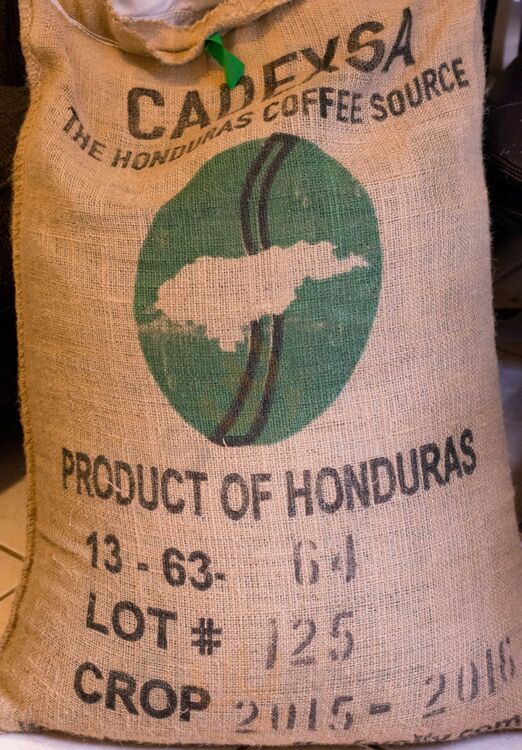 CADEXSA
THE HONDURAS COFFEE SOURCE
PRODUCT OF HONDURAS
13 - 63- 64
LOT # 125
CROP 2015 - 2016